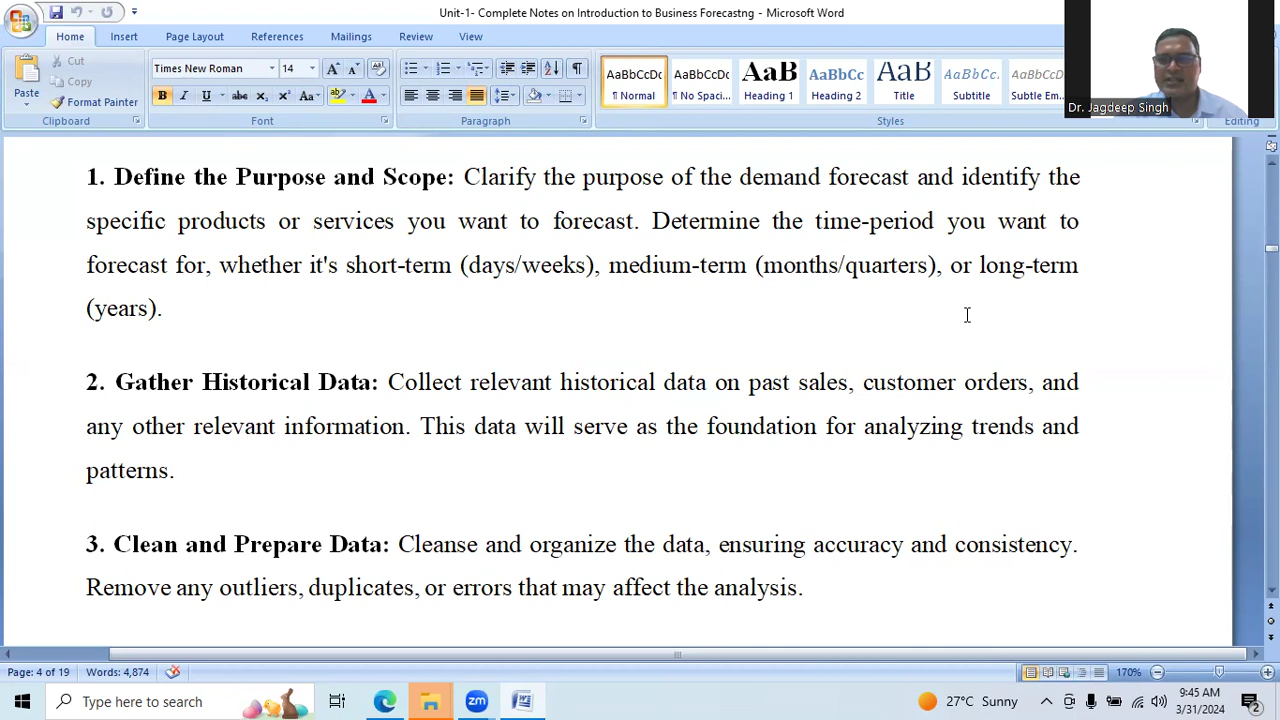 Unit-1- Complete Notes on Introduction to Business Forecastng - Microsoft Word
Home Insert Page Layout References Mailings Review View
Paste
Cut
Copy
Format Painter
Times New Roman 14
B I U abc x₂ x² Aa
AaBbCcDc AaBbCcDc AaB AaBbCc AaBbC AaBbCc. AaBbCcDc
¶ Normal ¶ No Spaci... Heading 1 Heading 2 Title Subtitle Subtle Em...
Clipboard Font Paragraph Styles Editing
Dr. Jagdeep Singh
1. Define the Purpose and Scope: Clarify the purpose of the demand forecast and identify the
specific products or services you want to forecast. Determine the time-period you want to
forecast for, whether it's short-term (days/weeks), medium-term (months/quarters), or long-term
(years).
2. Gather Historical Data: Collect relevant historical data on past sales, customer orders, and
any other relevant information. This data will serve as the foundation for analyzing trends and
patterns.
3. Clean and Prepare Data: Cleanse and organize the data, ensuring accuracy and consistency.
Remove any outliers, duplicates, or errors that may affect the analysis.
Page: 4 of 19 Words: 4,874 170%
Type here to search
zm
27°C Sunny
9:45 AM
3/31/2024
2